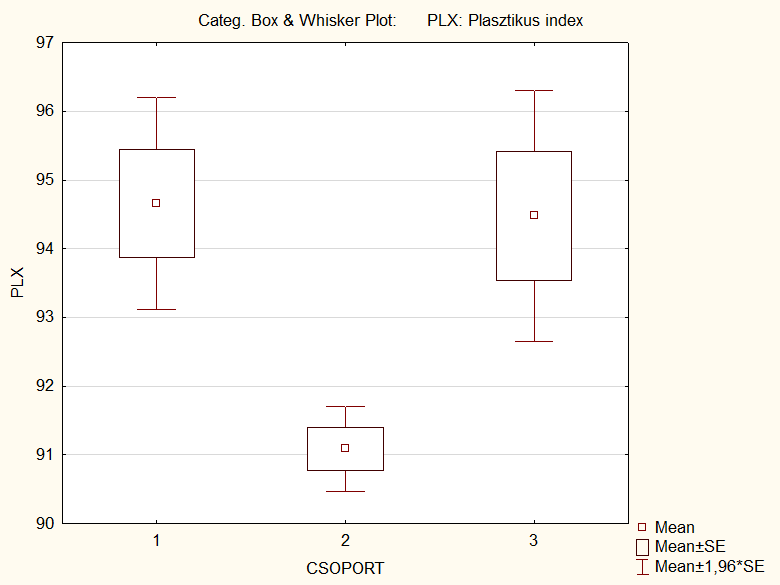 Categ. Box & Whisker Plot: PLX: Plasztikus index
97
96
95
94
93
92
91
90
PLX
1 2 3
CSOPORT
Mean
Mean±SE
Mean±1,96*SE